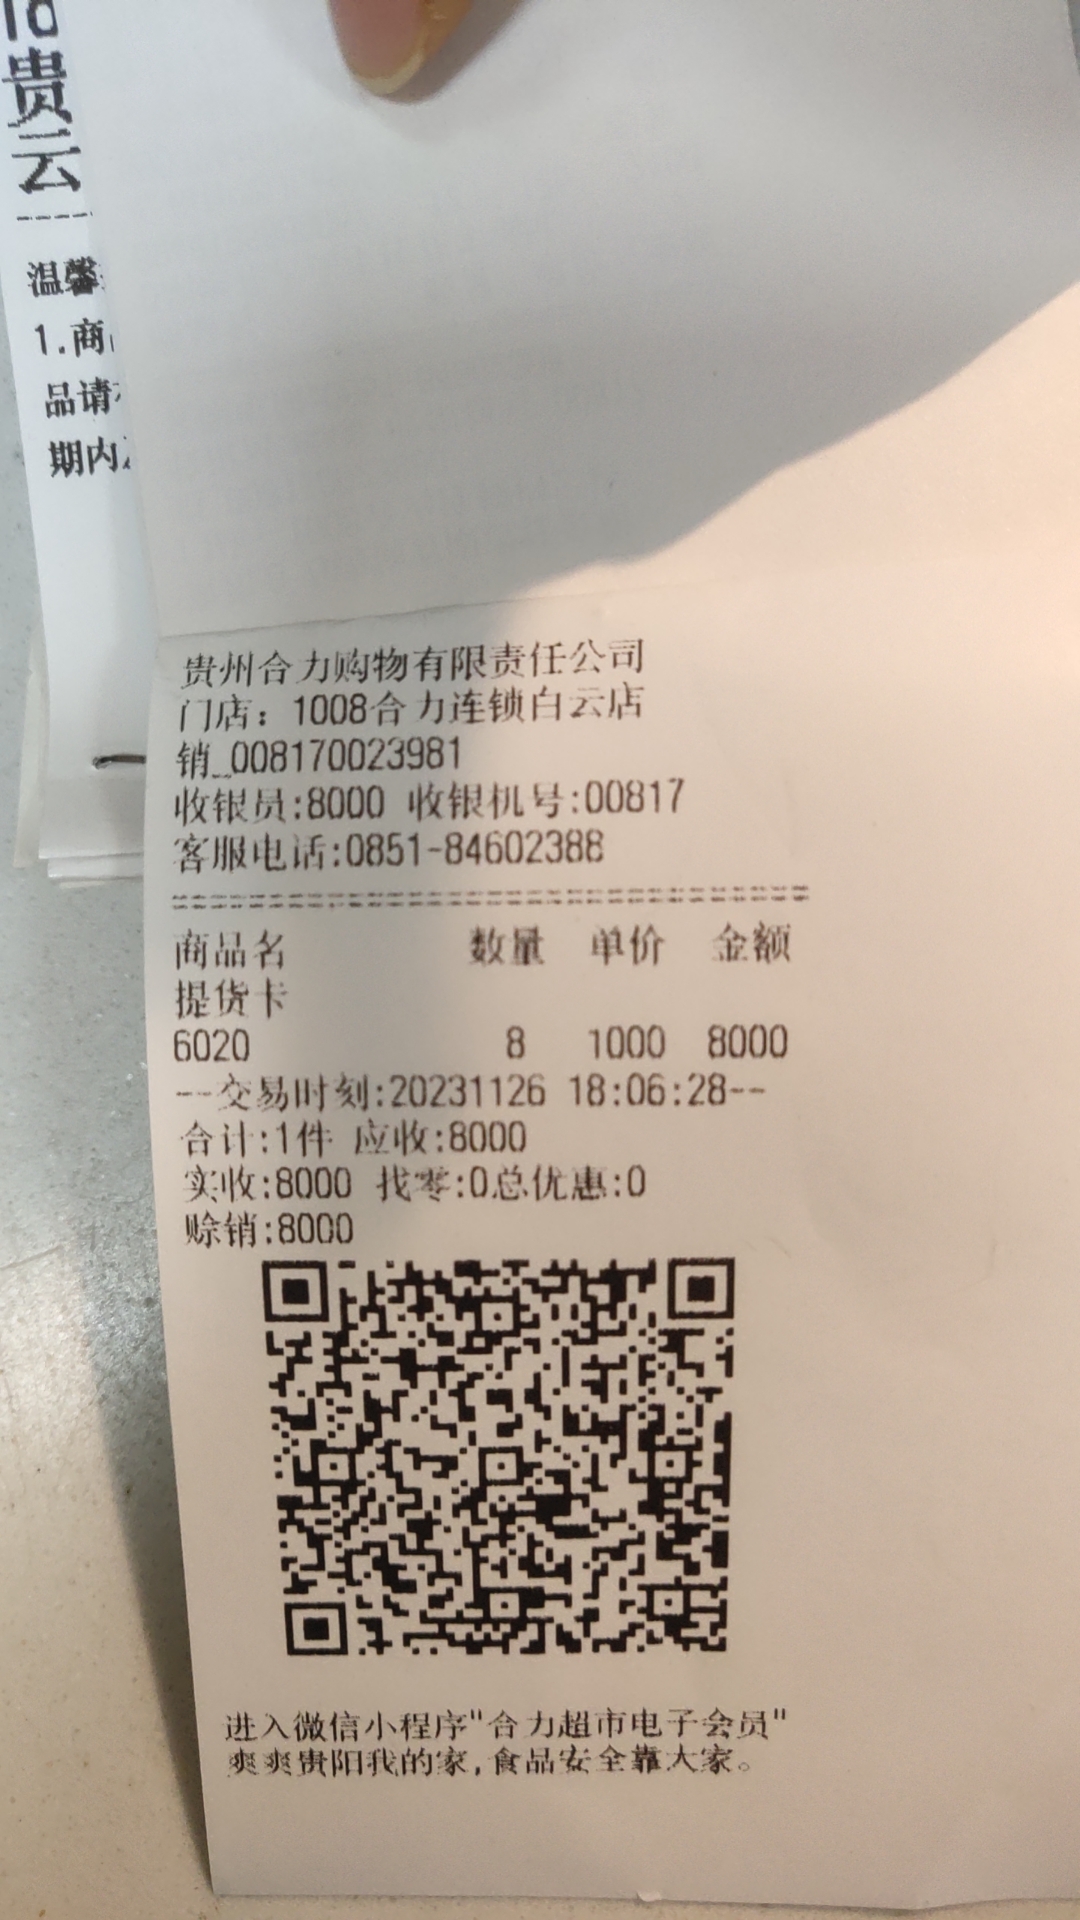 贵
云
温馨
1.商
品请
期内
贵州合力购物有限责任公司
门店：1008合力连锁白云店
销_008170023981
收银员:8000 收银机号:00817
客服电话:0851-84602388
商品名 数量 单价 金额
提货卡
6020 8 1000 8000
--交易时刻:20231126 18:06:28--
合计:1件 应收:8000
实收:8000 找零:0总优惠:0
赊销:8000
进入微信小程序"合力超市电子会员"
爽爽贵阳我的家,食品安全靠大家。